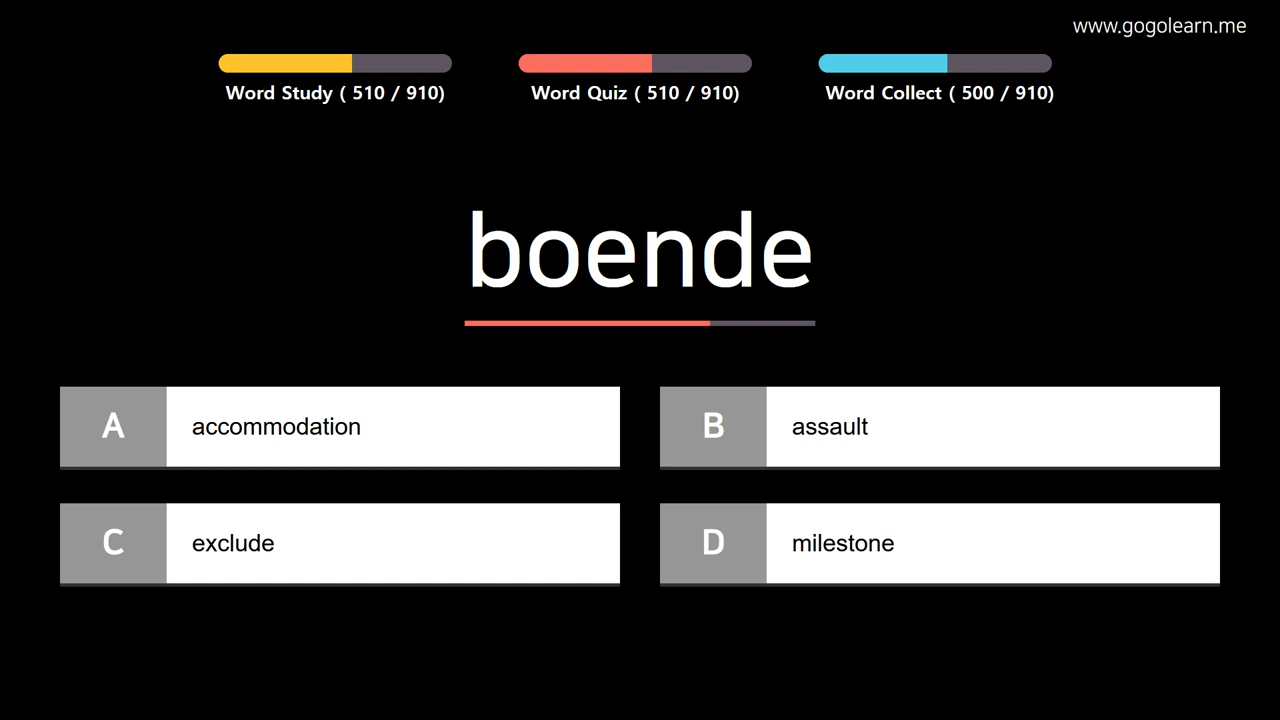 www.gogolearn.me
Word Study ( 510 / 910)
Word Quiz ( 510 / 910)
Word Collect ( 500 / 910)
boende
A accommodation
B assault
C exclude
D milestone